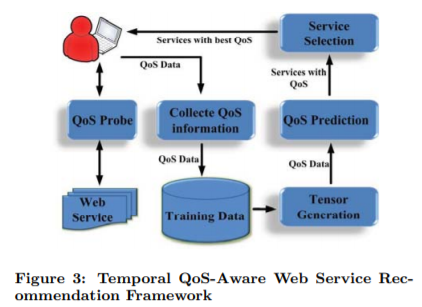 Services with best QoS
Service
Selection
QoS Data
Services with
QoS
QoS Probe
Collecte QoS
information
QoS Prediction
QoS Data
QoS Data
Web
Service
Training Data
Tensor
Generation
Figure 3: Temporal QoS-Aware Web Service Rec-
ommendation Framework